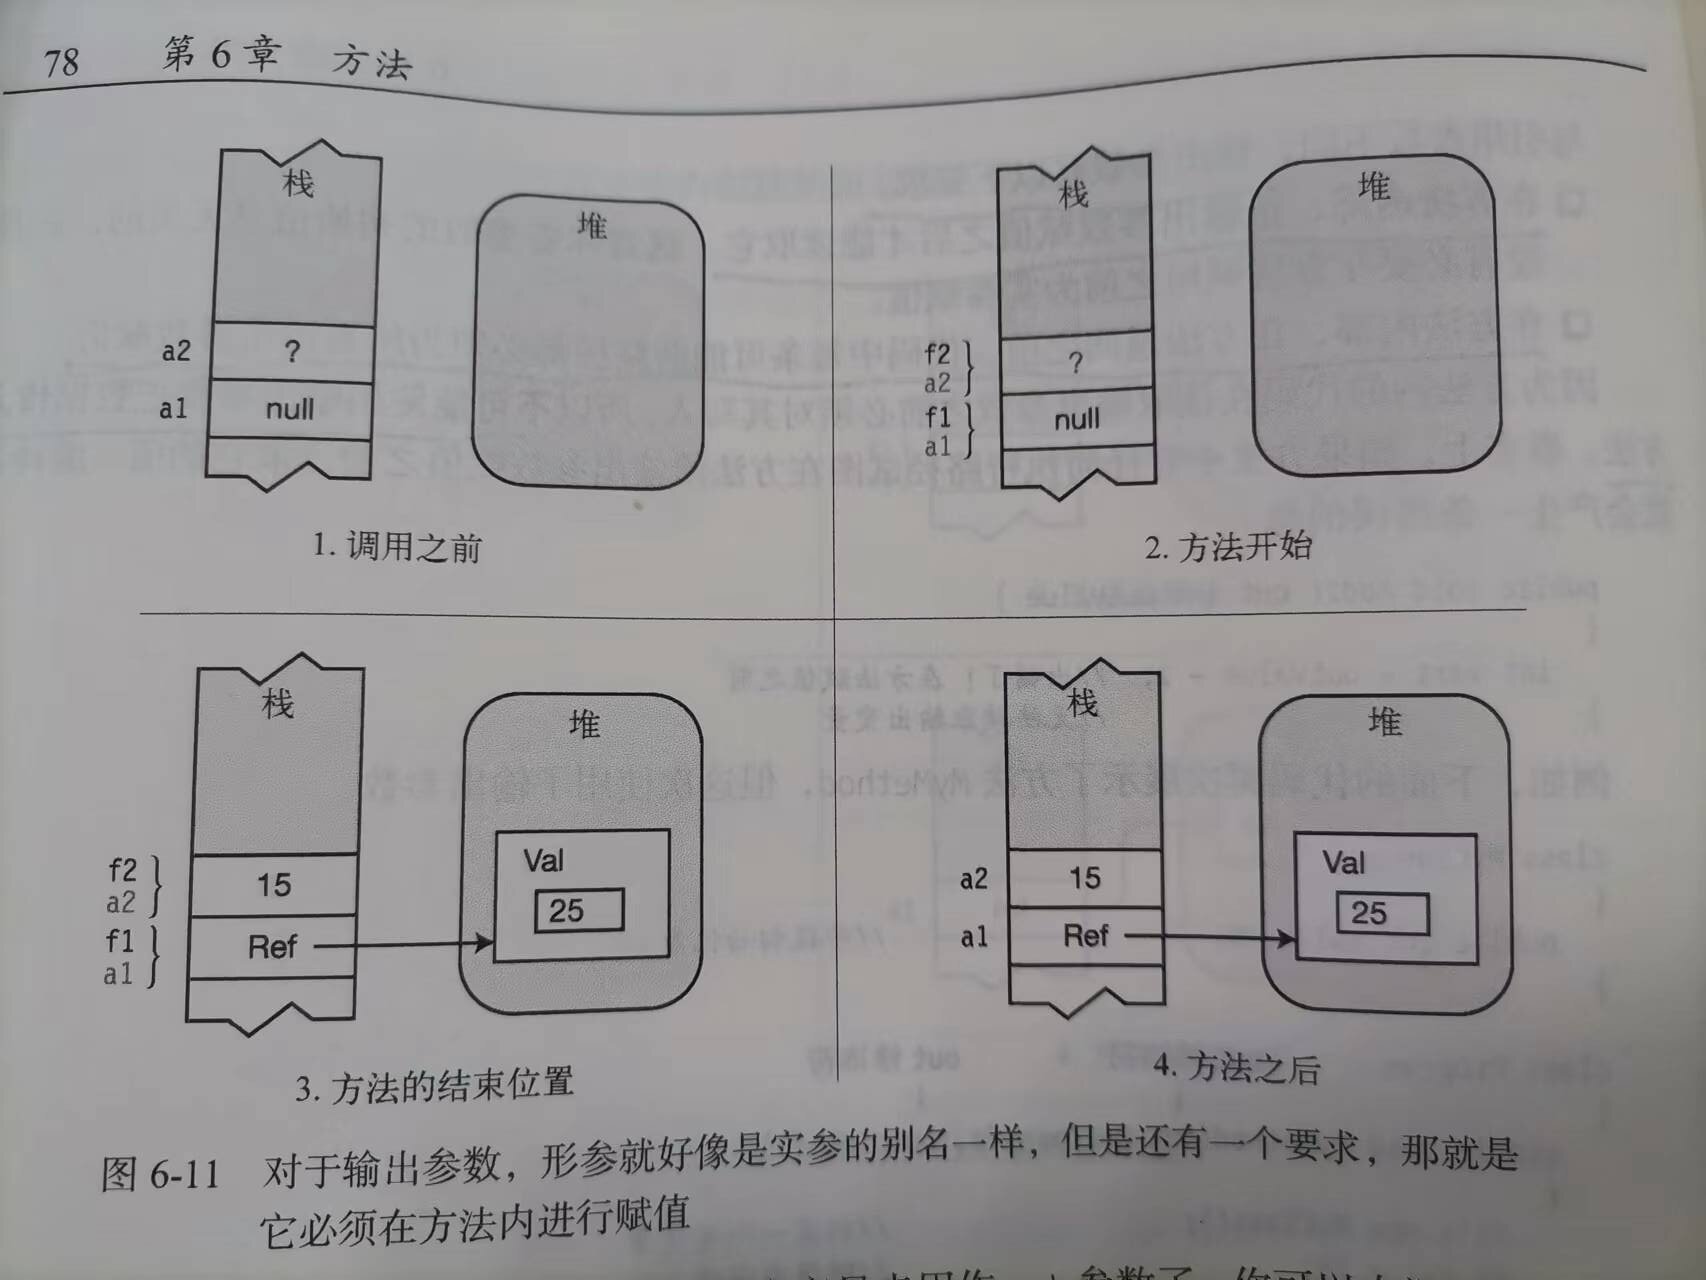 78 第 6 章 方法
栈
堆
a2 ?
a1 null
1. 调用之前
栈
堆
f2
a2
?
f1
a1
null
2. 方法开始
栈
堆
f2
a2
15
f1
a1
Ref
Val
25
3. 方法的结束位置
栈
堆
a2 15
a1 Ref
Val
25
4. 方法之后
图 6-11 对于输出参数，形参就好像是实参的别名一样，但是还有一个要求，那就是
它必须在方法内进行赋值